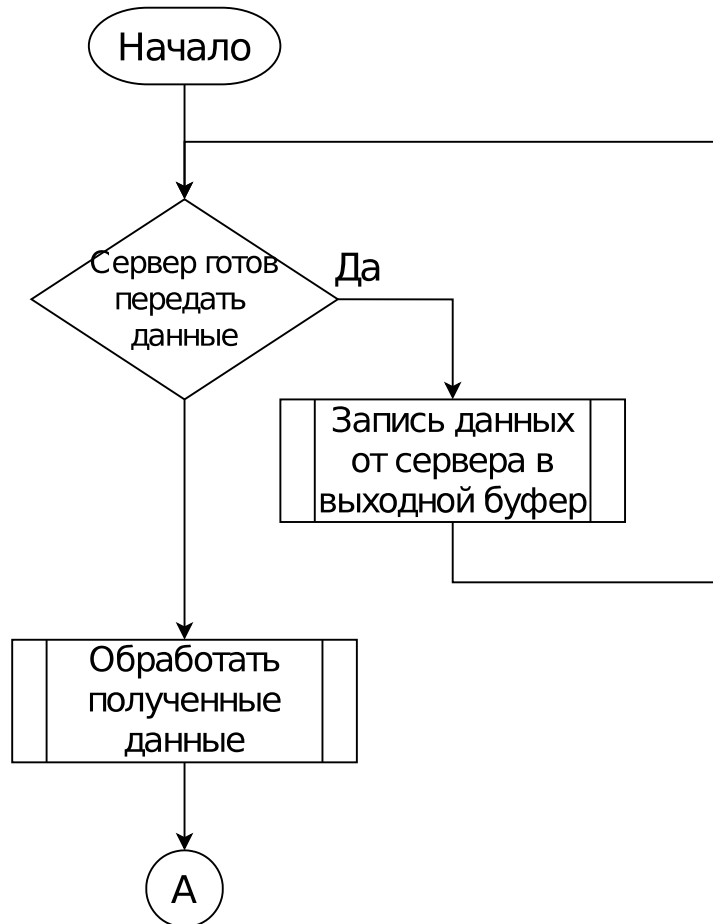 Начало
Сервер готов
передать
данные
Да
Запись данных
от сервера в
выходной буфер
Обработать
полученные
данные
А